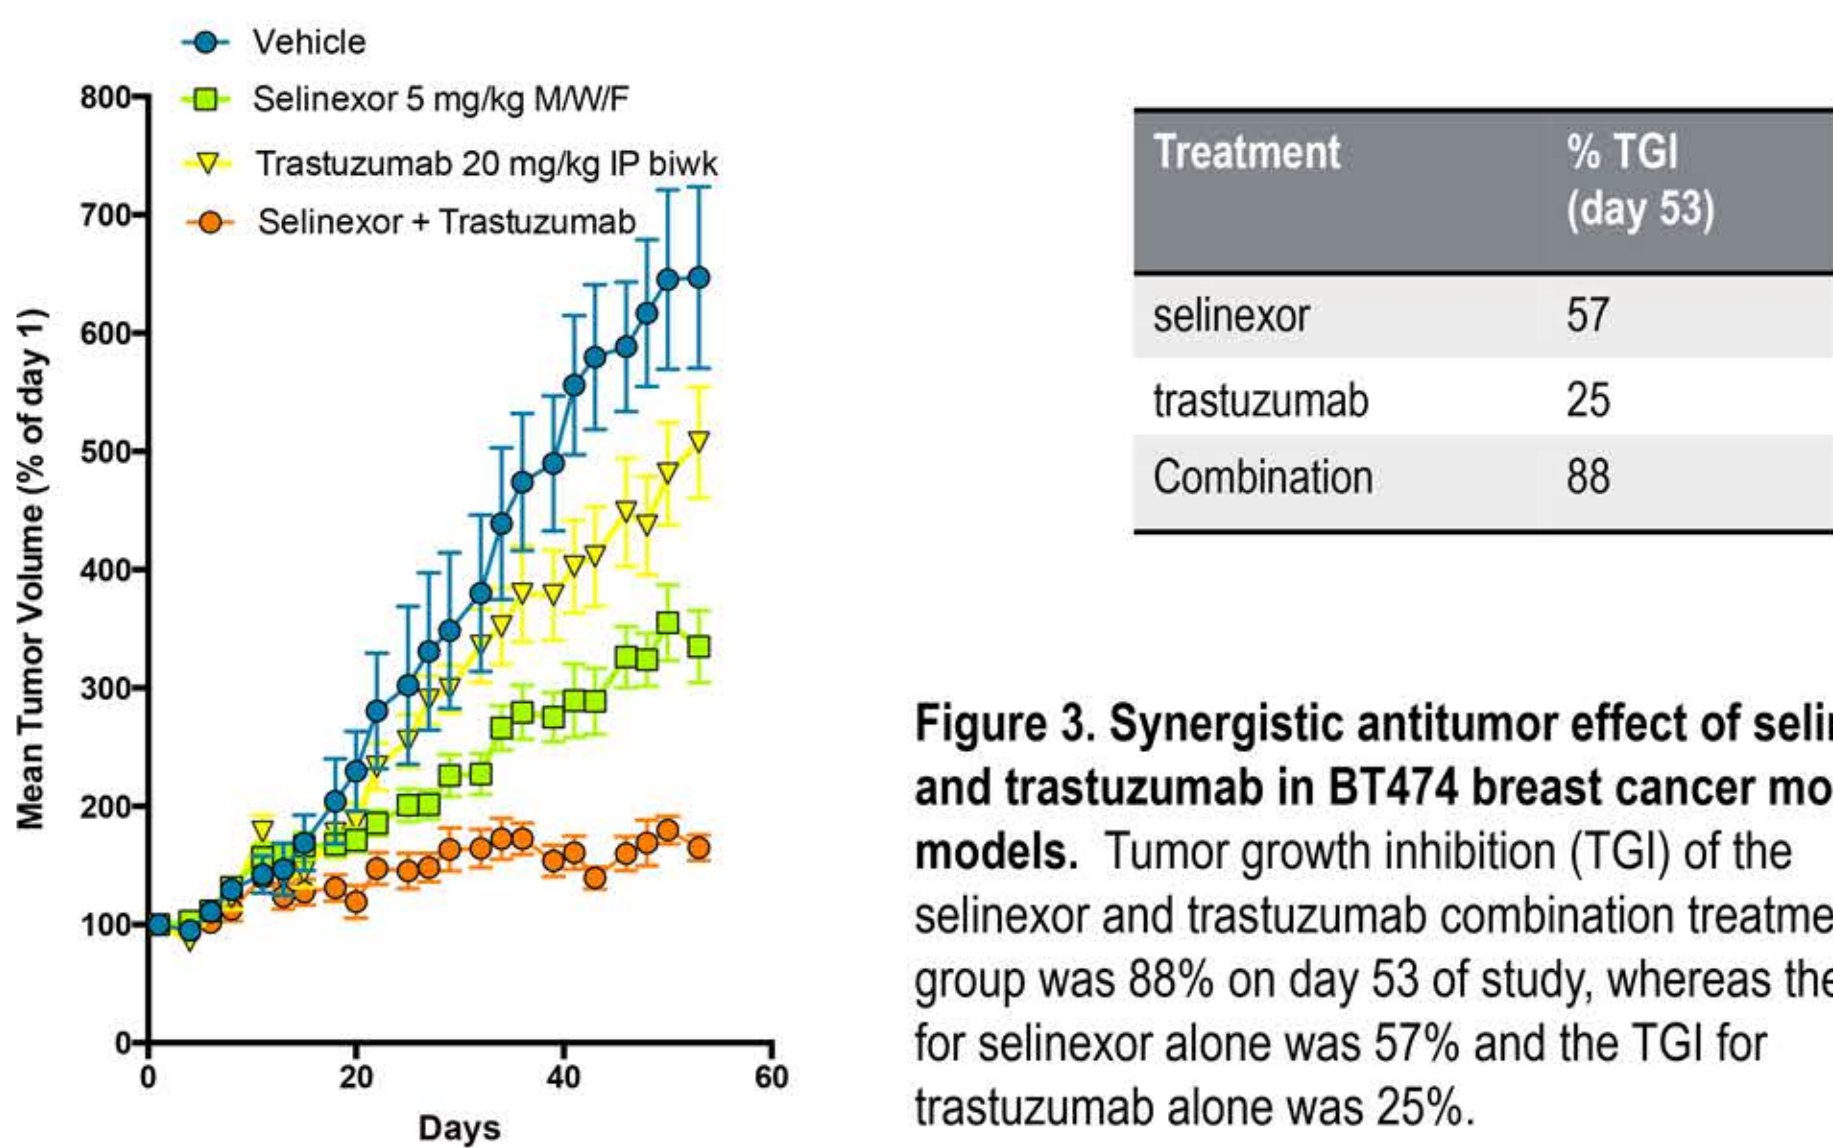 Vehicle
Selinexor 5 mg/kg M/W/F
Trastuzumab 20 mg/kg IP biwk
Selinexor + Trastuzumab
800
700
600
500
400
300
200
100
0
Mean Tumor Volume (% of day 1)
0 20 40 60
Days
Treatment % TGI
(day 53)
selinexor 57
trastuzumab 25
Combination 88
Figure 3. Synergistic antitumor effect of selin
and trastuzumab in BT474 breast cancer mo
models. Tumor growth inhibition (TGI) of the
selinexor and trastuzumab combination treatme
group was 88% on day 53 of study, whereas the
for selinexor alone was 57% and the TGI for
trastuzumab alone was 25%.